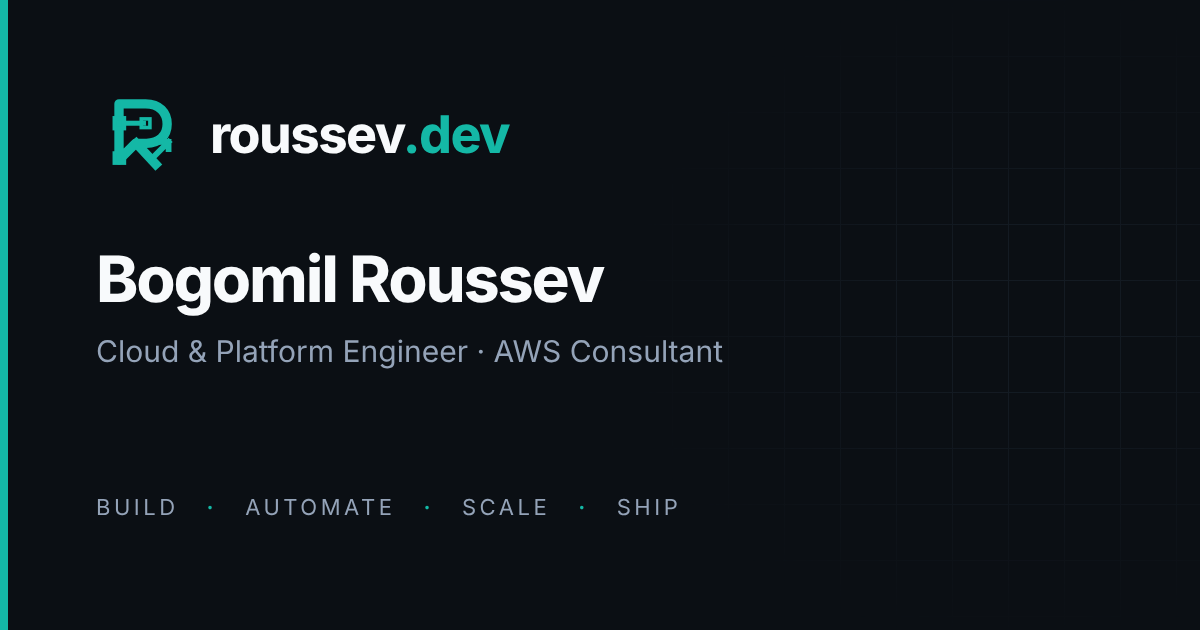 roussev.dev
Bogomil Roussev
Cloud & Platform Engineer · AWS Consultant
BUILD · AUTOMATE · SCALE · SHIP